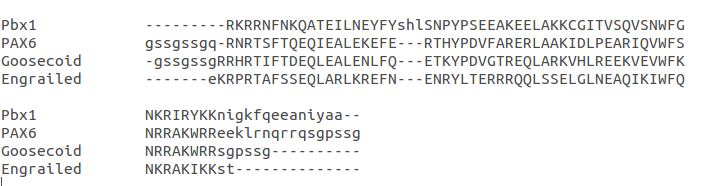 Pbx1 ---------RKRRNFNKQATEILNEYFYshlSNPYPSEEAKEELAKKCGITVSQVSNWFG
PAX6 gssgssgq-RNRTSFTQEQIEALEKEFE---RTHYPDVFARERLAAKIDLPEARIQVWFS
Goosecoid -gssgssgRRHRTIFTDEQLEALENLFQ---ETKYPDVGTREQLARKVHLREEKVEVWFK
Engrailed -------eKRPRTAFSSEQLARLKREFN---ENRYLTERRRQQLSSELGLNEAQIKIWFQ
Pbx1 NKRIRYKKnigkfqeeaniyaa--
PAX6 NRRAKWRReeklrnqrrqsgpssg
Goosecoid NRRAKWRRsgpssg----------
Engrailed NKRAKIKKst--------------